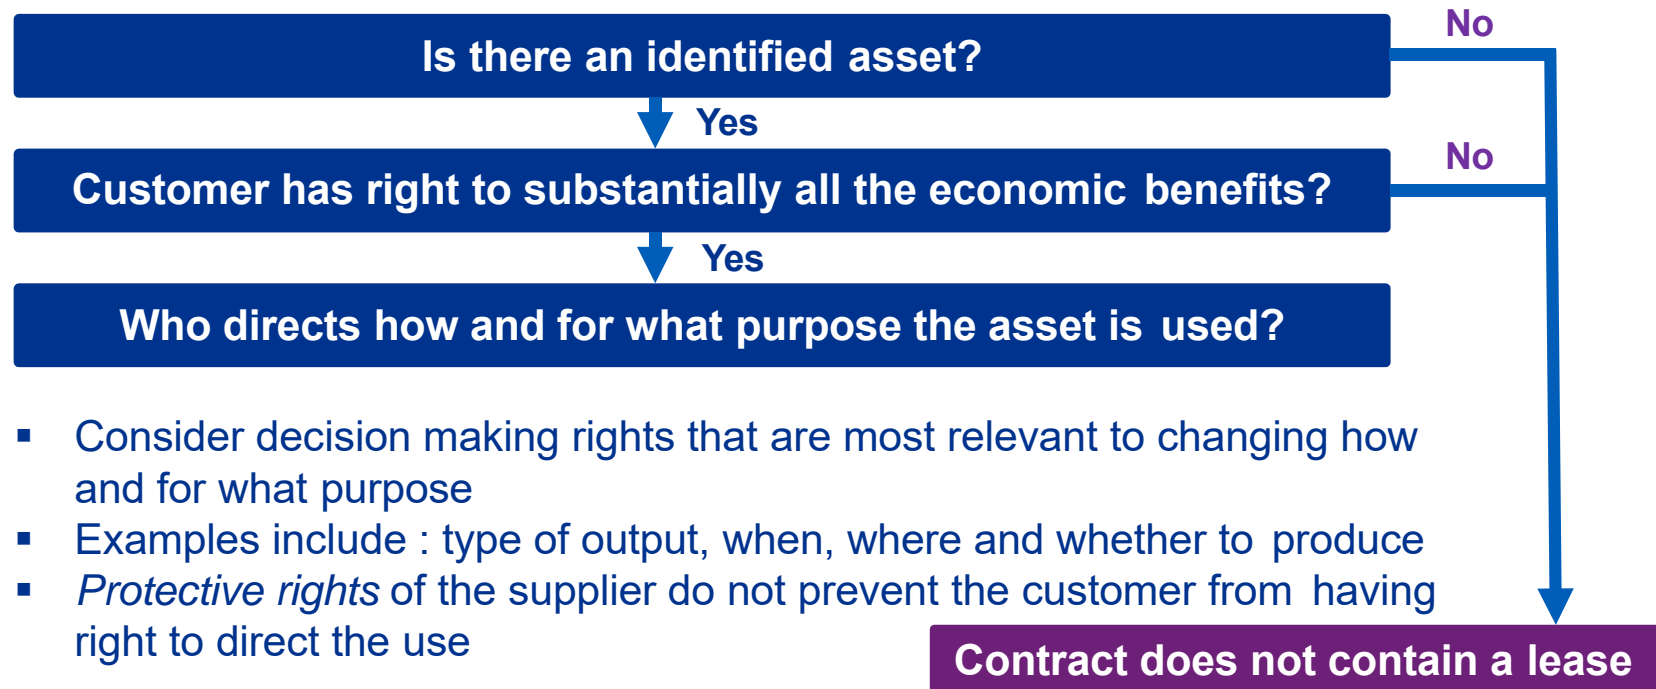 No
Is there an identified asset?
Yes
No
Customer has right to substantially all the economic benefits?
Yes
Who directs how and for what purpose the asset is used?
▪ Consider decision making rights that are most relevant to changing how
and for what purpose
▪ Examples include : type of output, when, where and whether to produce
▪ Protective rights of the supplier do not prevent the customer from having
right to direct the use
Contract does not contain a lease